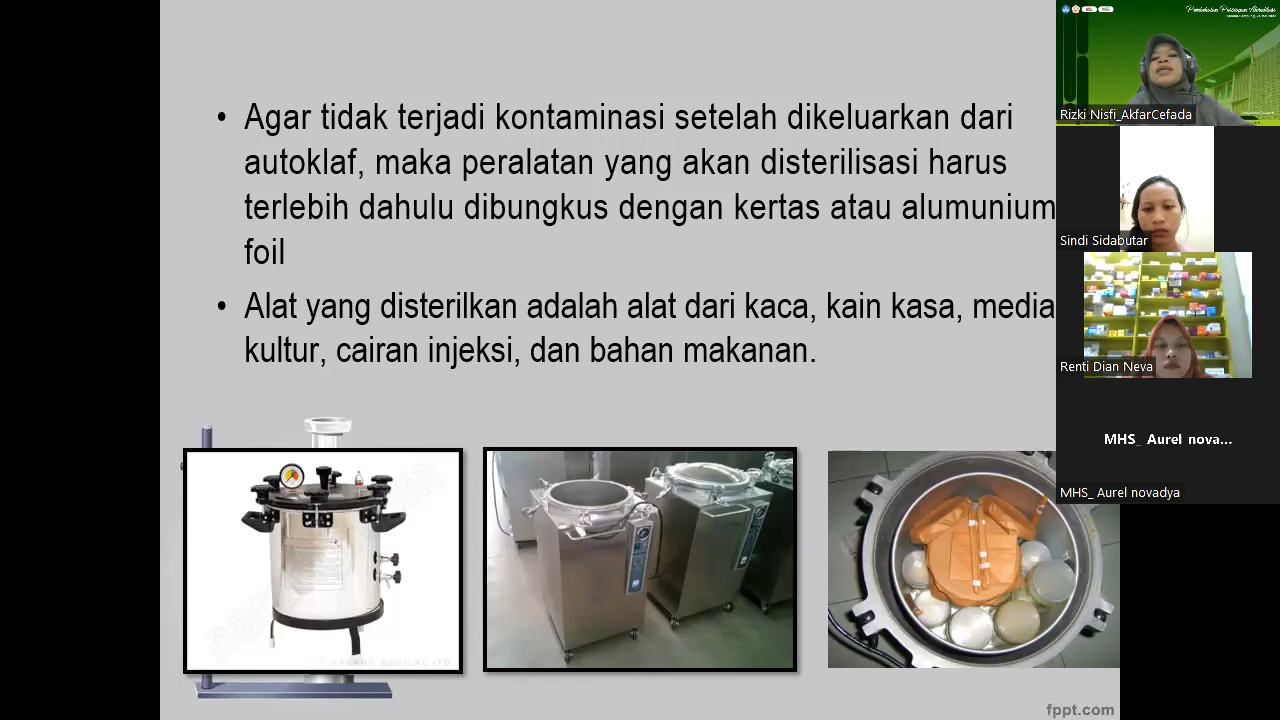 • Agar tidak terjadi kontaminasi setelah dikeluarkan dari
autoklaf, maka peralatan yang akan disterilisasi harus
terlebih dahulu dibungkus dengan kertas atau alumunium
foil
• Alat yang disterilkan adalah alat dari kaca, kain kasa, media
kultur, cairan injeksi, dan bahan makanan.
fppt.com
Rizki Nisfi_AkfarCefada
Sindi Sidabutar
Renti Dian Neva
MHS_ Aurel nova...
MHS_ Aurel novadya